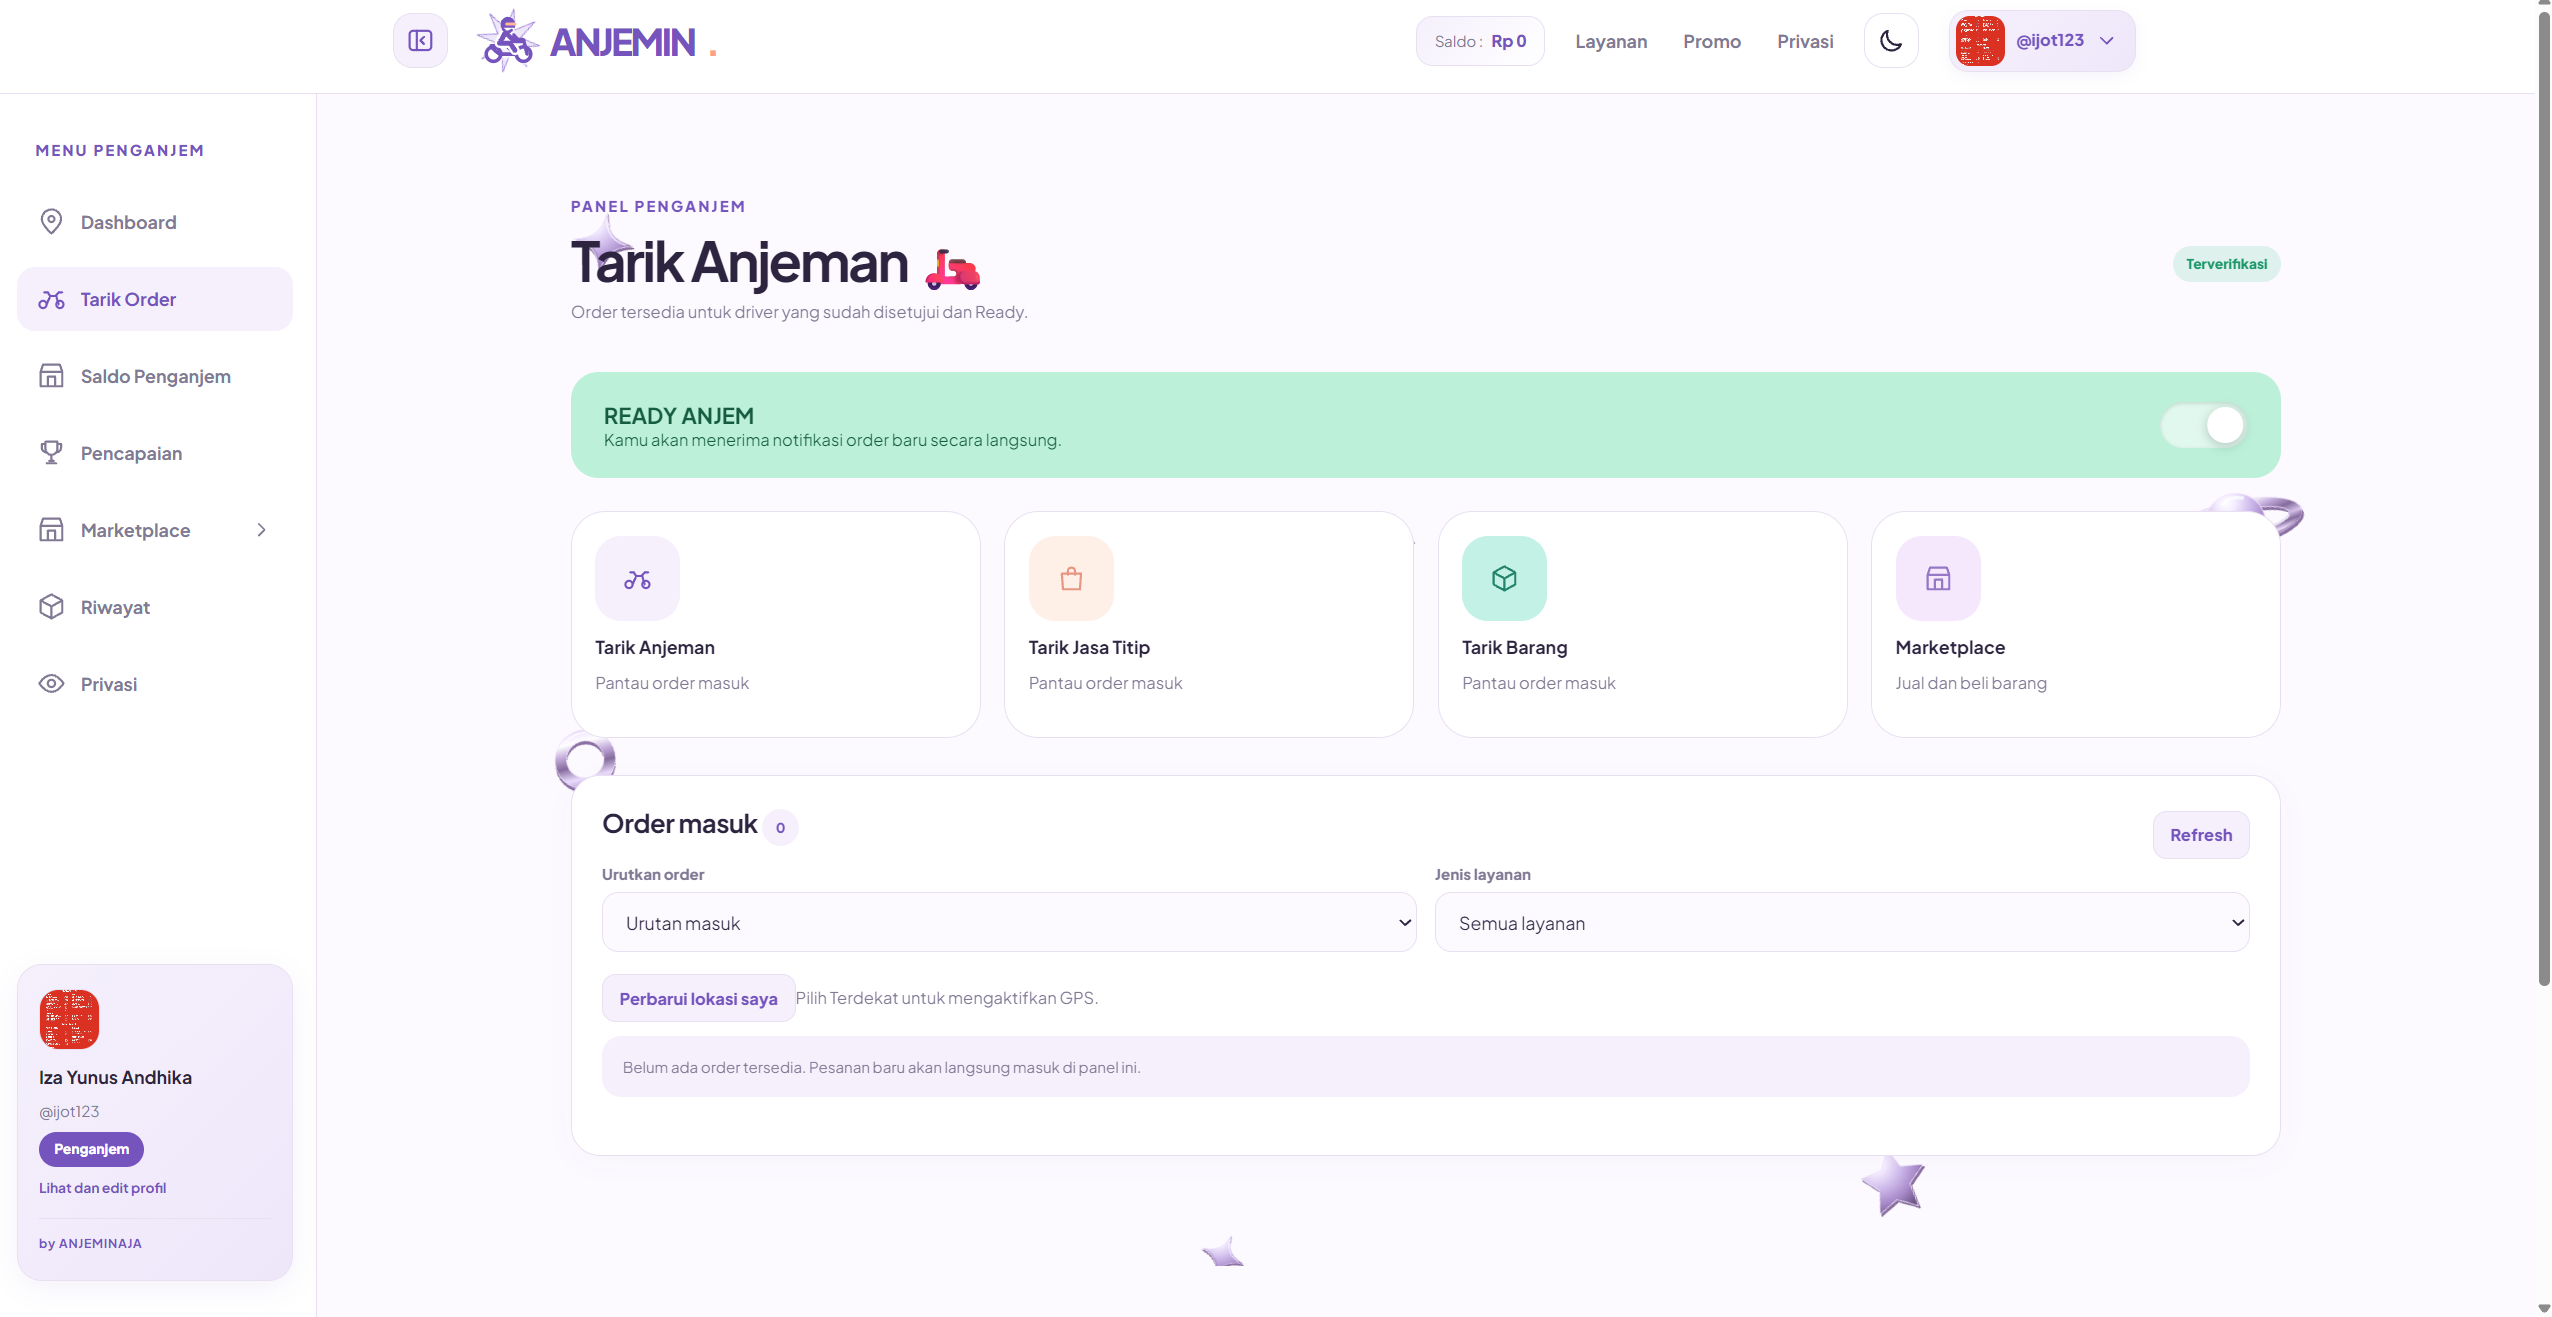 ANJEMIN .
Saldo : Rp 0
Layanan
Promo
Privasi
@ijot123
MENU PENGANJEM
Dashboard
Tarik Order
Saldo Penganjem
Pencapaian
Marketplace
Riwayat
Privasi
Iza Yunus Andhika
@ijot123
Penganjem
Lihat dan edit profil
by ANJEMINAJA
PANEL PENGANJEM
Tarik Anjeman
Order tersedia untuk driver yang sudah disetujui dan Ready.
Terverifikasi
READY ANJEM
Kamu akan menerima notifikasi order baru secara langsung.
Tarik Anjeman
Pantau order masuk
Tarik Jasa Titip
Pantau order masuk
Tarik Barang
Pantau order masuk
Marketplace
Jual dan beli barang
Order masuk 0
Refresh
Urutkan order
Urutan masuk
Jenis layanan
Semua layanan
Perbarui lokasi saya
Pilih Terdekat untuk mengaktifkan GPS.
Belum ada order tersedia. Pesanan baru akan langsung masuk di panel ini.